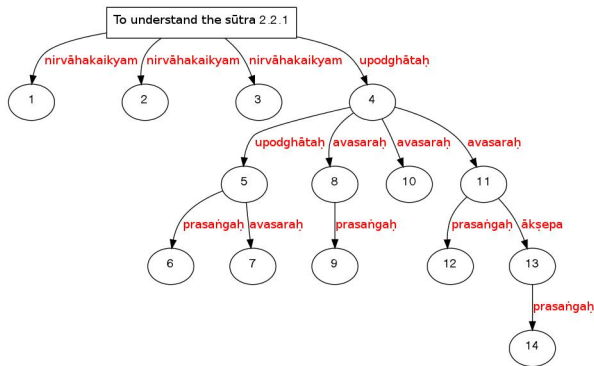 To understand the sūtra 2.2.1
nirvāhakaikyam nirvāhakaikyam nirvāhakaikyam upodghātaḥ
1 2 3 4
upodghātaḥ avasaraḥ avasaraḥ avasaraḥ
5 8 10 11
prasaṅgaḥ avasaraḥ prasaṅgaḥ prasaṅgaḥ ākṣepa
6 7 9 12 13
prasaṅgaḥ
14